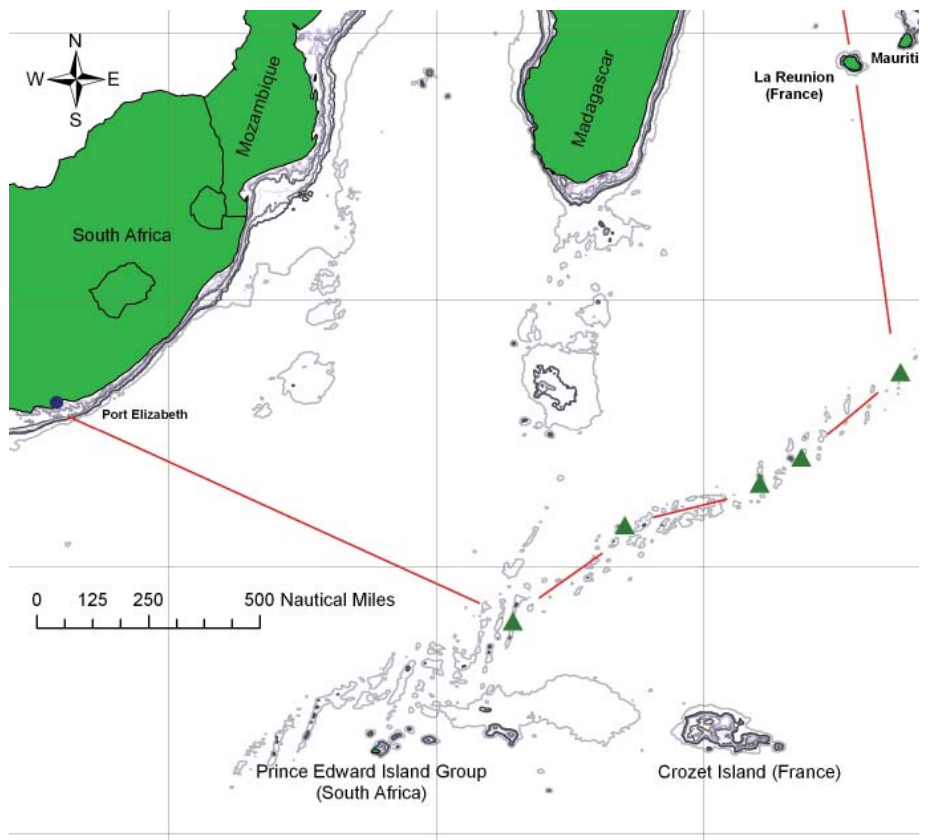 N
W E
S
Mozambique
Madagascar
La Reunion
(France)
Mauriti
South Africa
Port Elizabeth
0 125 250 500 Nautical Miles
Prince Edward Island Group
(South Africa)
Crozet Island (France)